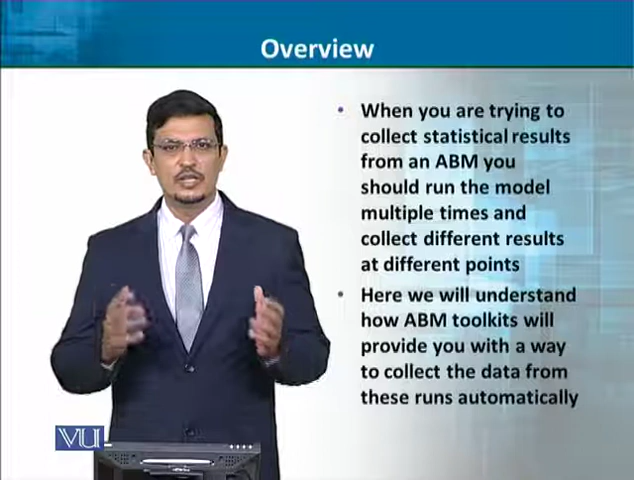 Overview
• When you are trying to
collect statistical results
from an ABM you
should run the model
multiple times and
collect different results
at different points
• Here we will understand
how ABM toolkits will
provide you with a way
to collect the data from
these runs automatically
VU